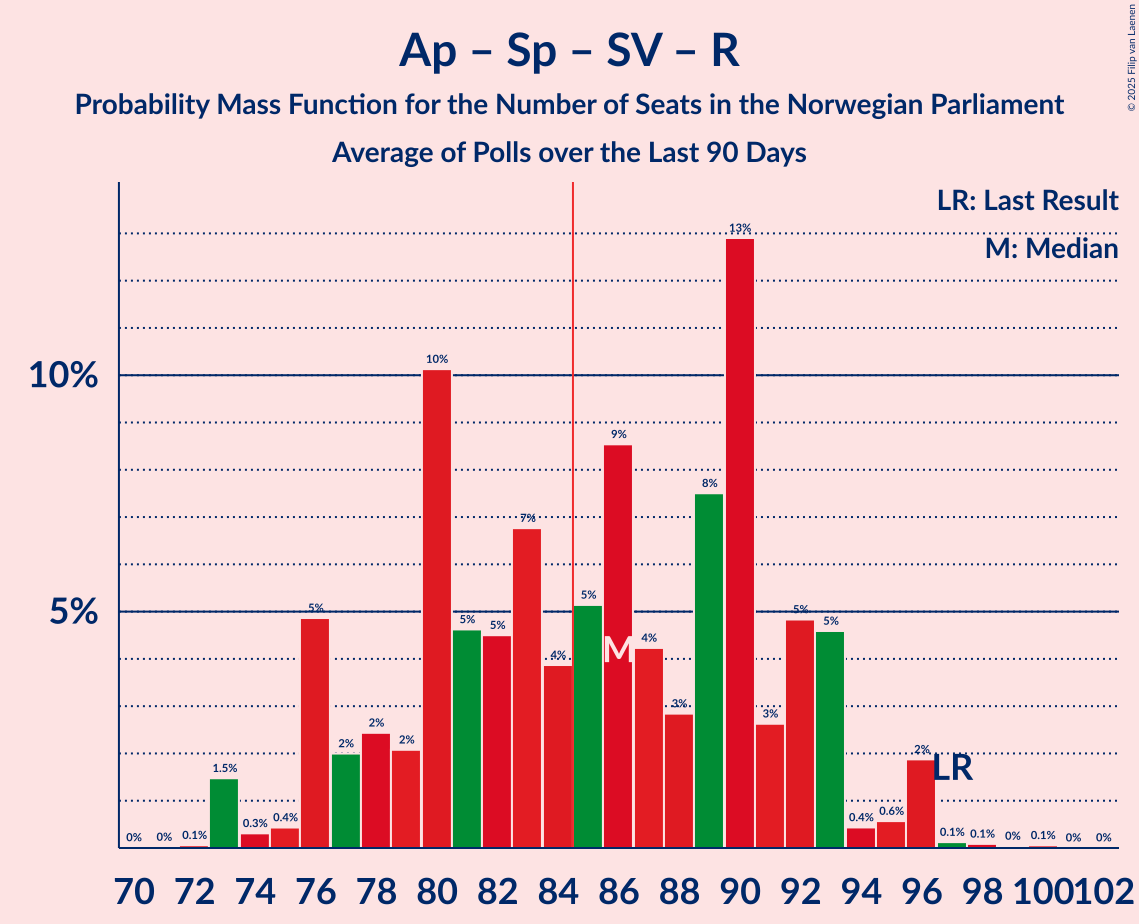 Ap – Sp – SV – R
Probability Mass Function for the Number of Seats in the Norwegian Parliament
Average of Polls over the Last 90 Days
© 2025 Filip van Laenen
LR: Last Result
M: Median
10%
5%
0% 0% 0.1% 1.5% 0.3% 0.4% 5% 2% 2% 2% 10% 5% 5% 7% 4% 5% 9% 4% 3% 8% 13% 3% 5% 5% 0.4% 0.6% 2% 0.1% 0.1% 0% 0.1% 0% 0%
M
LR
70 72 74 76 78 80 82 84 86 88 90 92 94 96 98 100 102